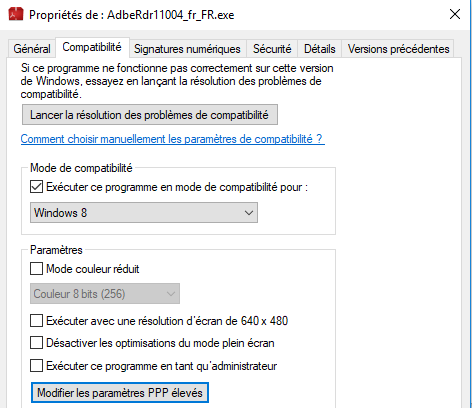 Propriétés de : AdbeRdr11004_fr_FR.exe
Général Compatibilité Signatures numériques Sécurité Détails Versions précédentes
Si ce programme ne fonctionne pas correctement sur cette version
de Windows, essayez en lançant la résolution des problèmes de
compatibilité.
Lancer la résolution des problèmes de compatibilité
Comment choisir manuellement les paramètres de compatibilité ?
Mode de compatibilité
Exécuter ce programme en mode de compatibilité pour :
Windows 8
Paramètres
Mode couleur réduit
Couleur 8 bits (256)
Exécuter avec une résolution d'écran de 640 x 480
Désactiver les optimisations du mode plein écran
Exécuter ce programme en tant qu'administrateur
Modifier les paramètres PPP élevés